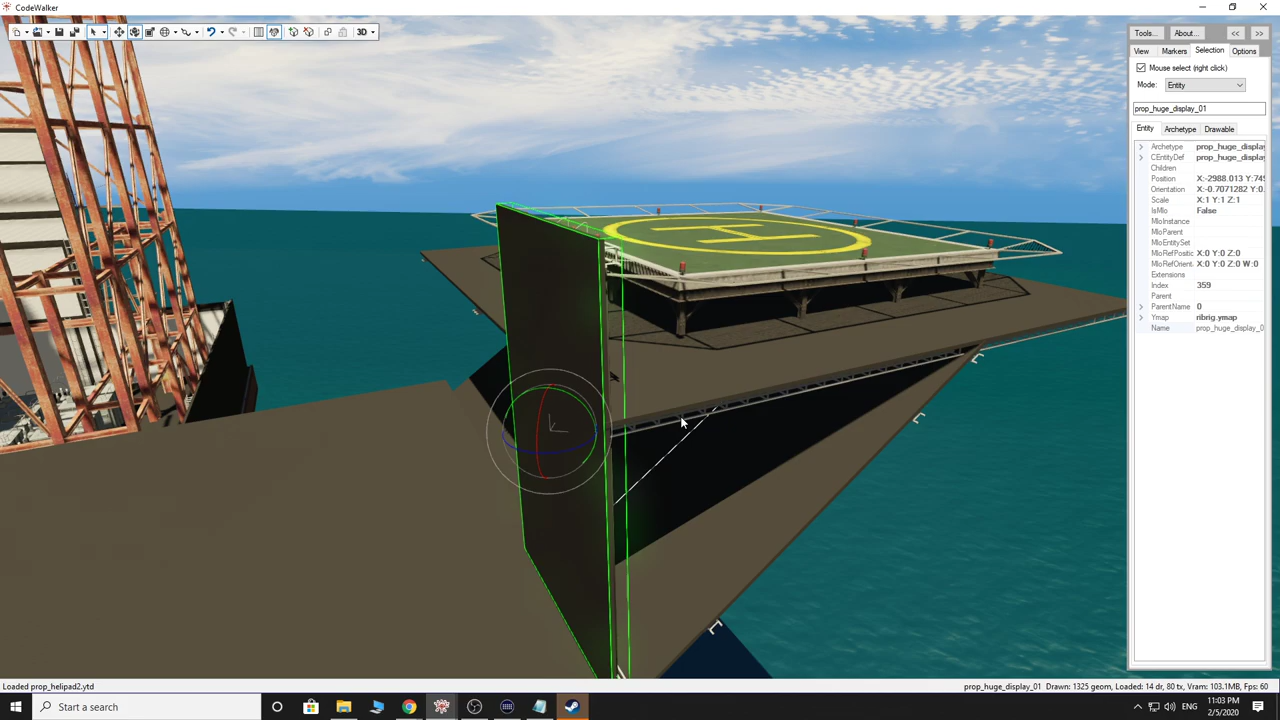 CodeWalker
3D
Tools... About... << >>
View Markers Selection Options
Mouse select (right click)
Mode: Entity
prop_huge_display_01
Entity Archetype Drawable
Archetype prop_huge_display
CEntityDef prop_huge_display
Children
Position X:-2988.013 Y:745
Orientation X:-0.7071282 Y:0.
Scale X:1 Y:1 Z:1
IsMlo False
MloInstance
MloParent
MloEntitySet
MloRefPositic X:0 Y:0 Z:0
MloRefOrient. X:0 Y:0 Z:0 W:0
Extensions
Index 359
Parent
ParentName 0
Ymap ribrig.ymap
Name prop_huge_display_0
H
Loaded prop_helipad2.ytd
prop_huge_display_01 Drawn: 1325 geom, Loaded: 14 dr, 80 tx, Vram: 103.1MB, Fps: 60
Start a search
ENG
11:03 PM
2/5/2020